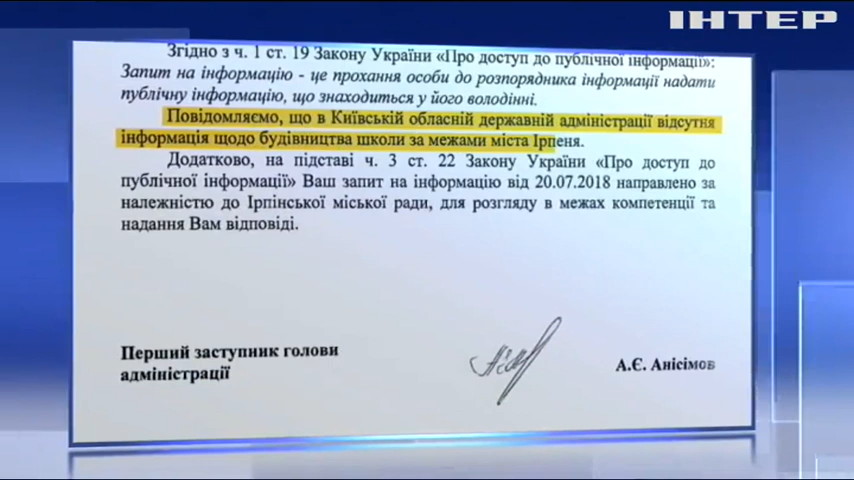 ІНТЕР
Згідно з ч. 1 ст. 19 Закону України «Про доступ до публічної інформації»:
Запит на інформацію - це прохання особи до розпорядника інформації надати
публічну інформацію, що знаходиться у його володінні.
Повідомляємо, що в Київській обласній державній адміністрації відсутня
інформація щодо будівництва школи за межами міста Ірпеня.
Додатково, на підставі ч. 3 ст. 22 Закону України «Про доступ до
публічної інформації» Ваш запит на інформацію від 20.07.2018 направлено за
належністю до Ірпінської міської ради, для розгляду в межах компетенції та
надання Вам відповіді.
Перший заступник голови
адміністрації
А.Є. Анісімов